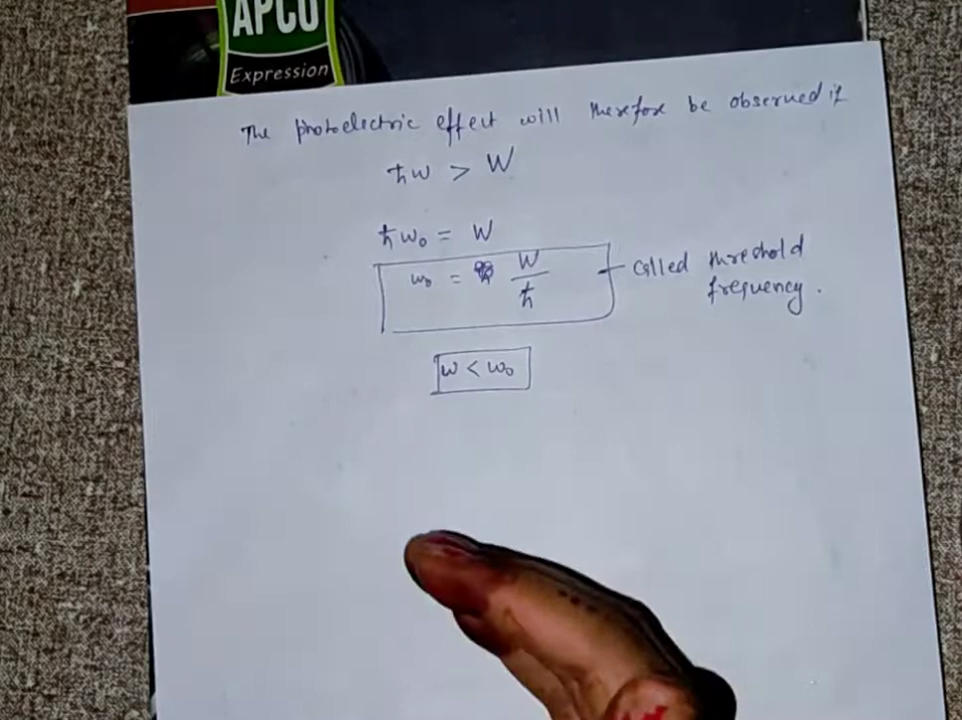 APCO
Expression
The photoelectric effect will therefore be observed if
ħω > W
ħω₀ = W
ω₀ = W/ħ
called threshold
frequency.
ω < ω₀